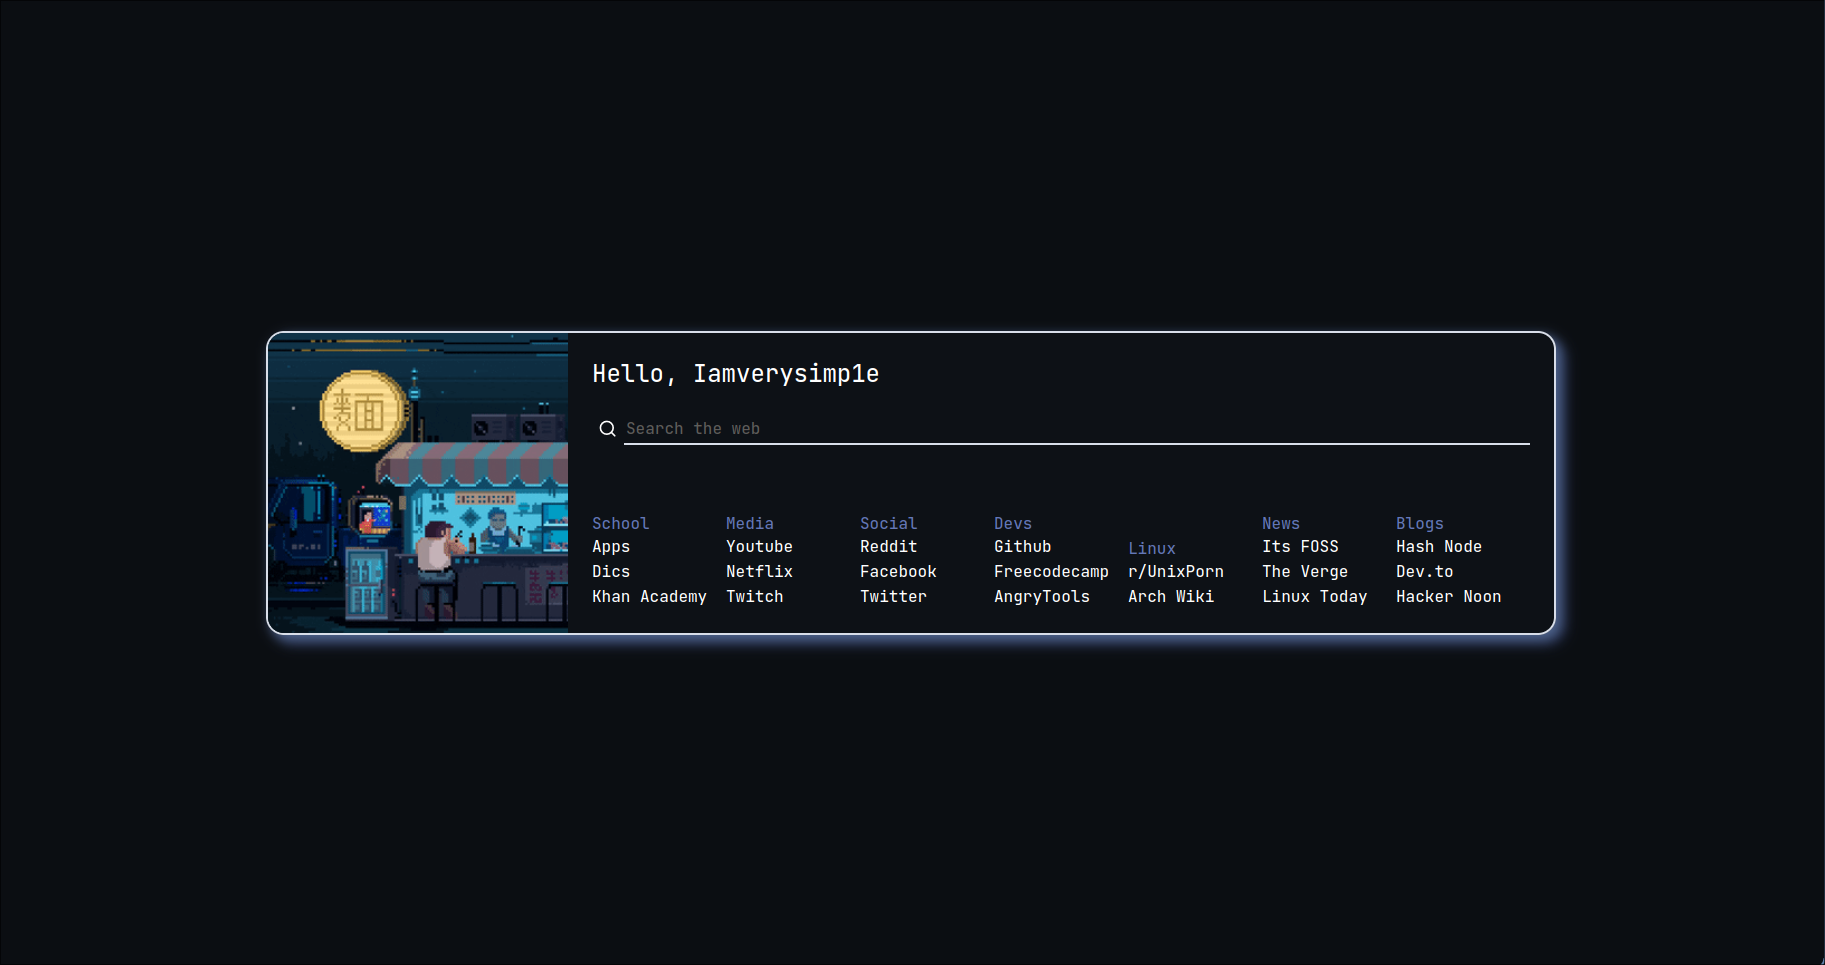 麺
Hello, Iamverysimp1e
Search the web
School
Apps
Dics
Khan Academy
Media
Youtube
Netflix
Twitch
Social
Reddit
Facebook
Twitter
Devs
Github
Freecodecamp
AngryTools
Linux
r/UnixPorn
Arch Wiki
News
Its FOSS
The Verge
Linux Today
Blogs
Hash Node
Dev.to
Hacker Noon